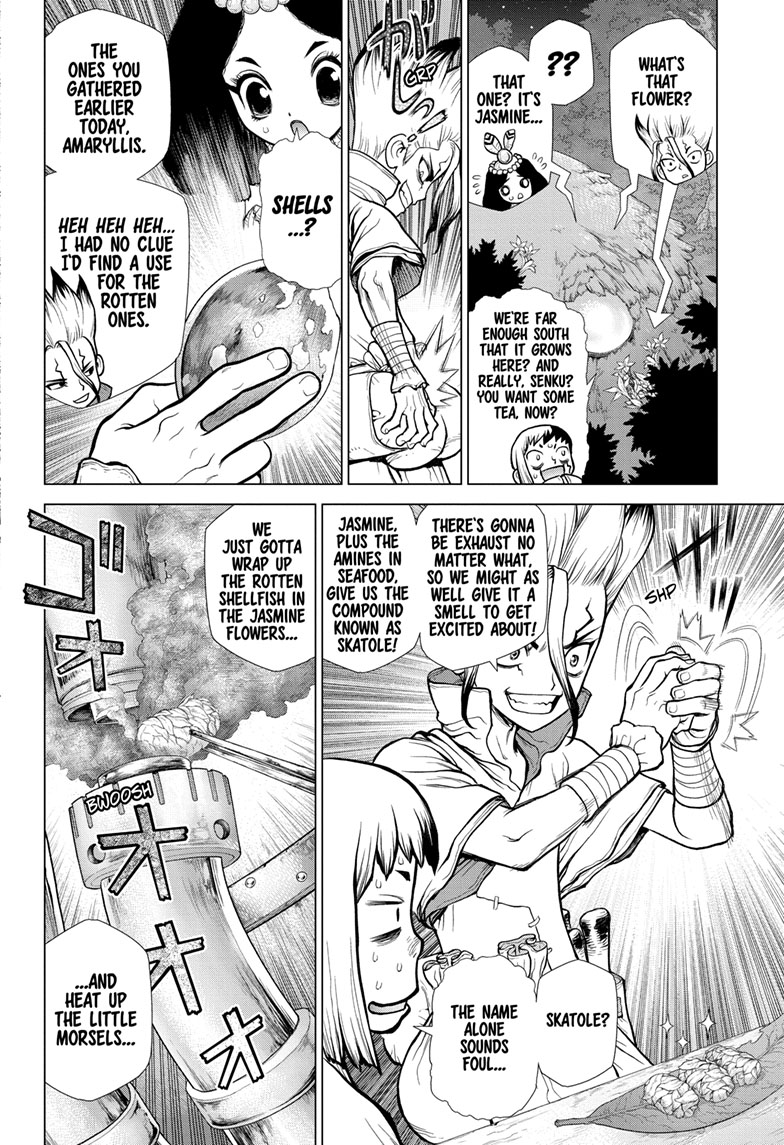 WHAT'S
THAT
FLOWER?
??
THAT
ONE? IT'S
JASMINE...
WE'RE FAR
ENOUGH SOUTH
THAT IT GROWS
HERE? AND
REALLY, SENKU?
YOU WANT SOME
TEA, NOW?
GRP
SHELLS
...?
THE
ONES YOU
GATHERED
EARLIER
TODAY,
AMARYLLIS.
HEH HEH HEH...
I HAD NO CLUE
I'D FIND A USE
FOR THE
ROTTEN
ONES.
SHP
THERE'S GONNA
BE EXHAUST NO
MATTER WHAT,
SO WE MIGHT AS
WELL GIVE IT A
SMELL TO GET
EXCITED ABOUT!
JASMINE,
PLUS THE
AMINES IN
SEAFOOD,
GIVE US THE
COMPOUND
KNOWN AS
SKATOLE!
SKATOLE?
THE NAME
ALONE
SOUNDS
FOUL...
WE
JUST GOTTA
WRAP UP
THE ROTTEN
SHELLFISH IN
THE JASMINE
FLOWERS...
ゴォ
オオオ
BWOOSH
...AND
HEAT UP
THE LITTLE
MORSELS...